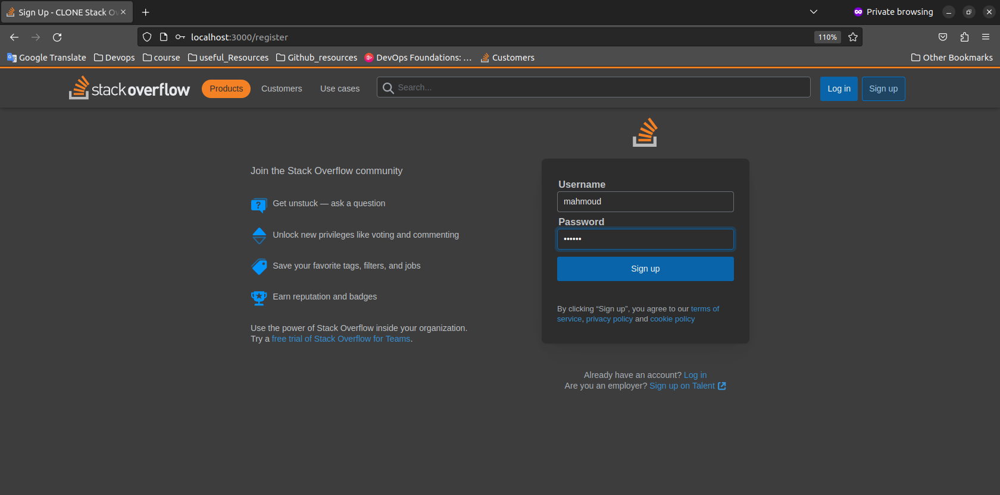 Sign Up - CLONE Stack Ov
Private browsing
localhost:3000/register
110%
Google Translate
Devops
course
useful_Resources
Github_resources
DevOps Foundations: …
Customers
Other Bookmarks
stackoverflow
Products
Customers
Use cases
Search...
Log in
Sign up
Join the Stack Overflow community
Get unstuck — ask a question
Unlock new privileges like voting and commenting
Save your favorite tags, filters, and jobs
Earn reputation and badges
Use the power of Stack Overflow inside your organization.
Try a free trial of Stack Overflow for Teams.
Username
mahmoud
Password
••••••
Sign up
By clicking “Sign up”, you agree to our terms of
service, privacy policy and cookie policy
Already have an account? Log in
Are you an employer? Sign up on Talent